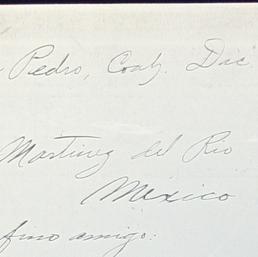 Pedro, Coah. Dic
Martinez del Rio
Mexico
fino amigo: